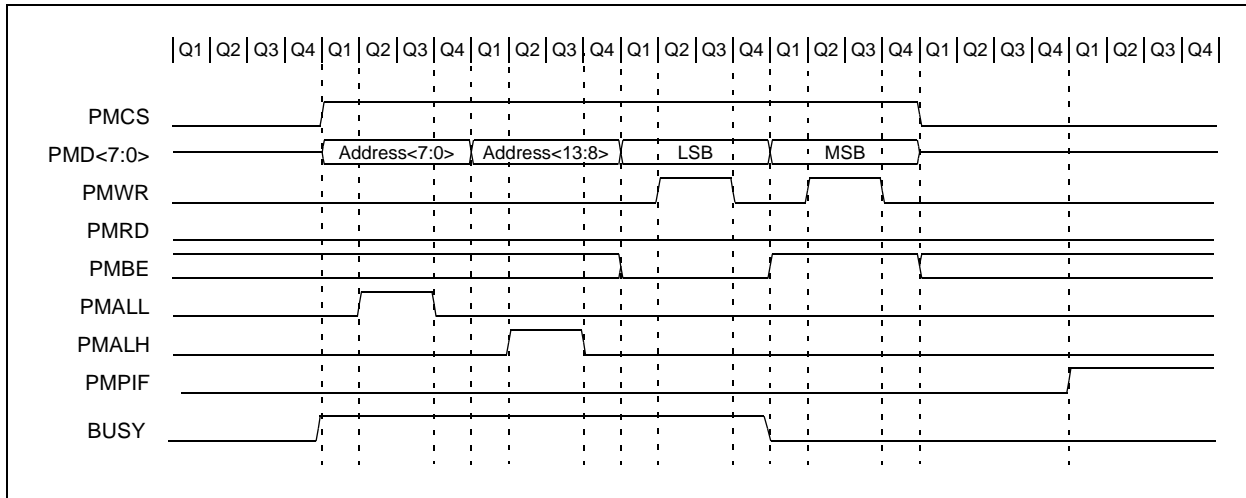 Q1 Q2 Q3 Q4 Q1 Q2 Q3 Q4 Q1 Q2 Q3 Q4 Q1 Q2 Q3 Q4 Q1 Q2 Q3 Q4 Q1 Q2 Q3 Q4 Q1 Q2 Q3 Q4
PMCS
PMD<7:0> Address<7:0> Address<13:8> LSB MSB
PMWR
PMRD
PMBE
PMALL
PMALH
PMPIF
BUSY